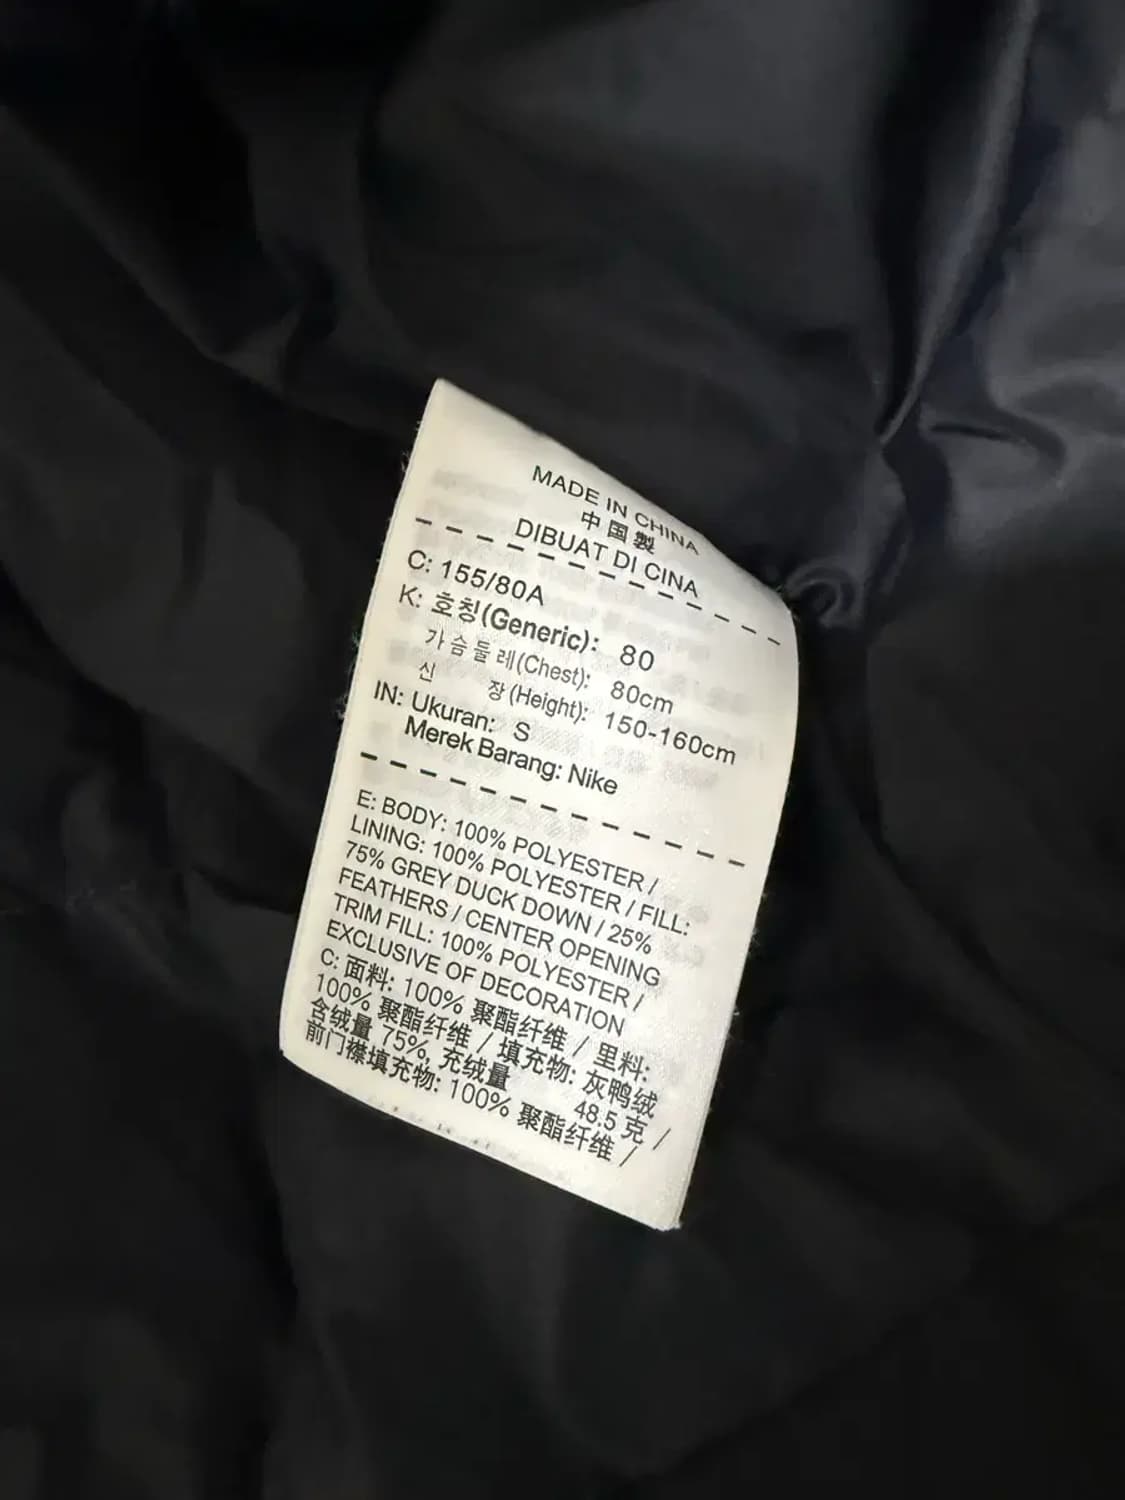 MADE IN CHINA
中国製
DIBUAT DI CINA
C: 155/80A
K: 호칭(Generic): 80
가슴둘레(Chest): 80cm
신 장(Height): 150-160cm
IN: Ukuran: S
Merek Barang: Nike
E: BODY: 100% POLYESTER /
LINING: 100% POLYESTER / FILL:
75% GREY DUCK DOWN / 25%
FEATHERS / CENTER OPENING
TRIM FILL: 100% POLYESTER /
EXCLUSIVE OF DECORATION
C: 面料: 100% 聚酯纤维 / 里料:
100% 聚酯纤维 / 填充物: 灰鸭绒
含绒量 75%, 充绒量 48.5 克 /
前门襟填充物: 100% 聚酯纤维 /